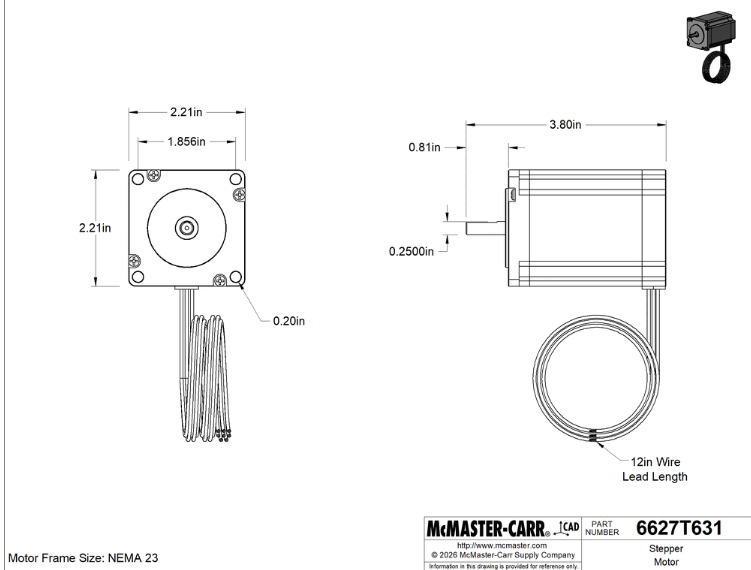 2.21in
1.856in
2.21in
0.20in
3.80in
0.81in
0.2500in
12in Wire
Lead Length
Motor Frame Size: NEMA 23
McMASTER-CARR® CAD
http://www.mcmaster.com
© 2026 McMaster-Carr Supply Company
Information in this drawing is provided for reference only.
PART
NUMBER
6627T631
Stepper
Motor